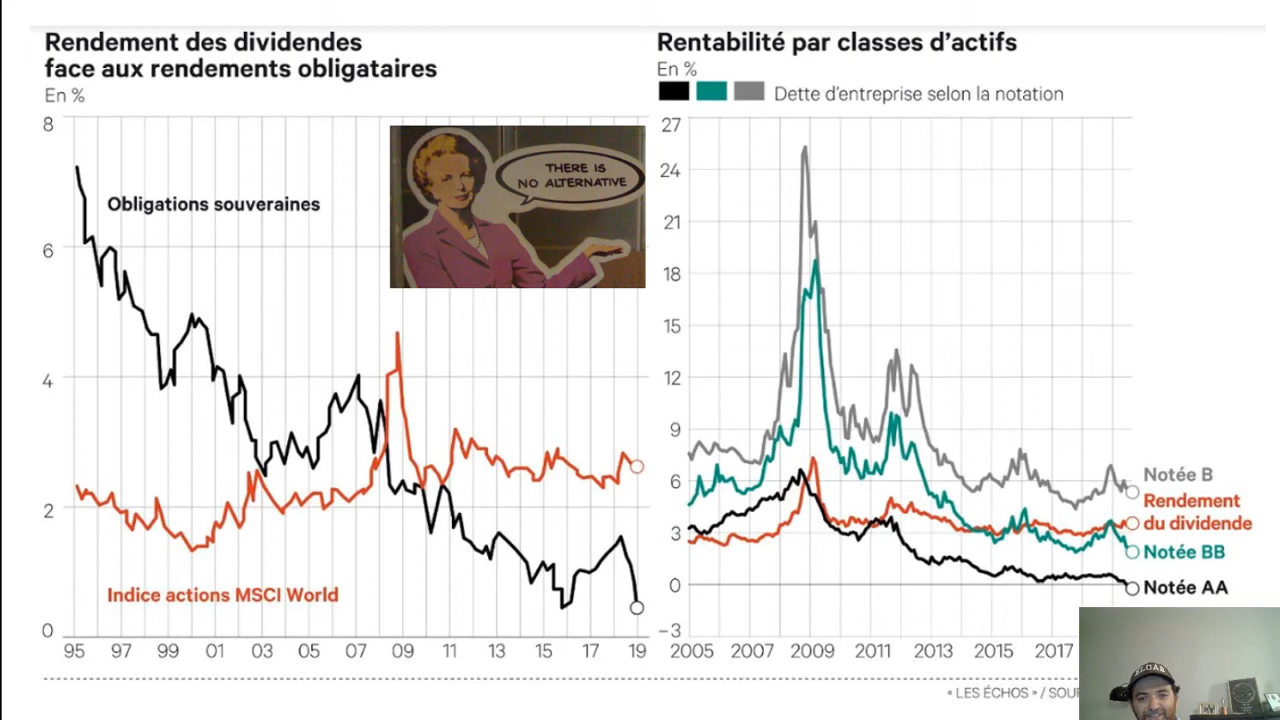 Rendement des dividendes
face aux rendements obligataires
En %
8
6
4
2
0
Obligations souveraines
Indice actions MSCI World
THERE IS
NO ALTERNATIVE
95 97 99 01 03 05 07 09 11 13 15 17 19
Rentabilité par classes d’actifs
En %
Dette d’entreprise selon la notation
27
24
21
18
15
12
9
6
3
0
−3
Notée B
Rendement
du dividende
Notée BB
Notée AA
2005 2007 2009 2011 2013 2015 2017
« LES ÉCHOS » / SOU